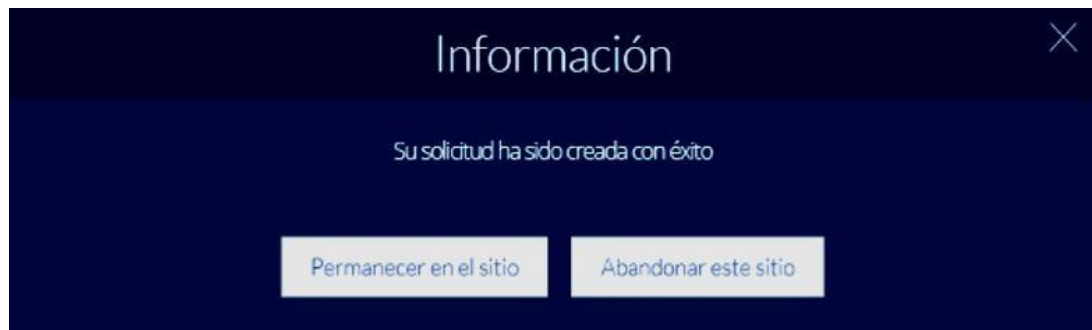 Información
Su solicitud ha sido creada con éxito
Permanecer en el sitio
Abandonar este sitio